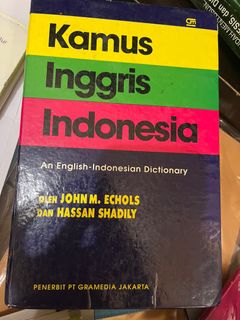 Kamus
Inggris
Indonesia
An English-Indonesian Dictionary
OLEH JOHN M. ECHOLS
DAN HASSAN SHADILY
PENERBIT PT GRAMEDIA JAKARTA